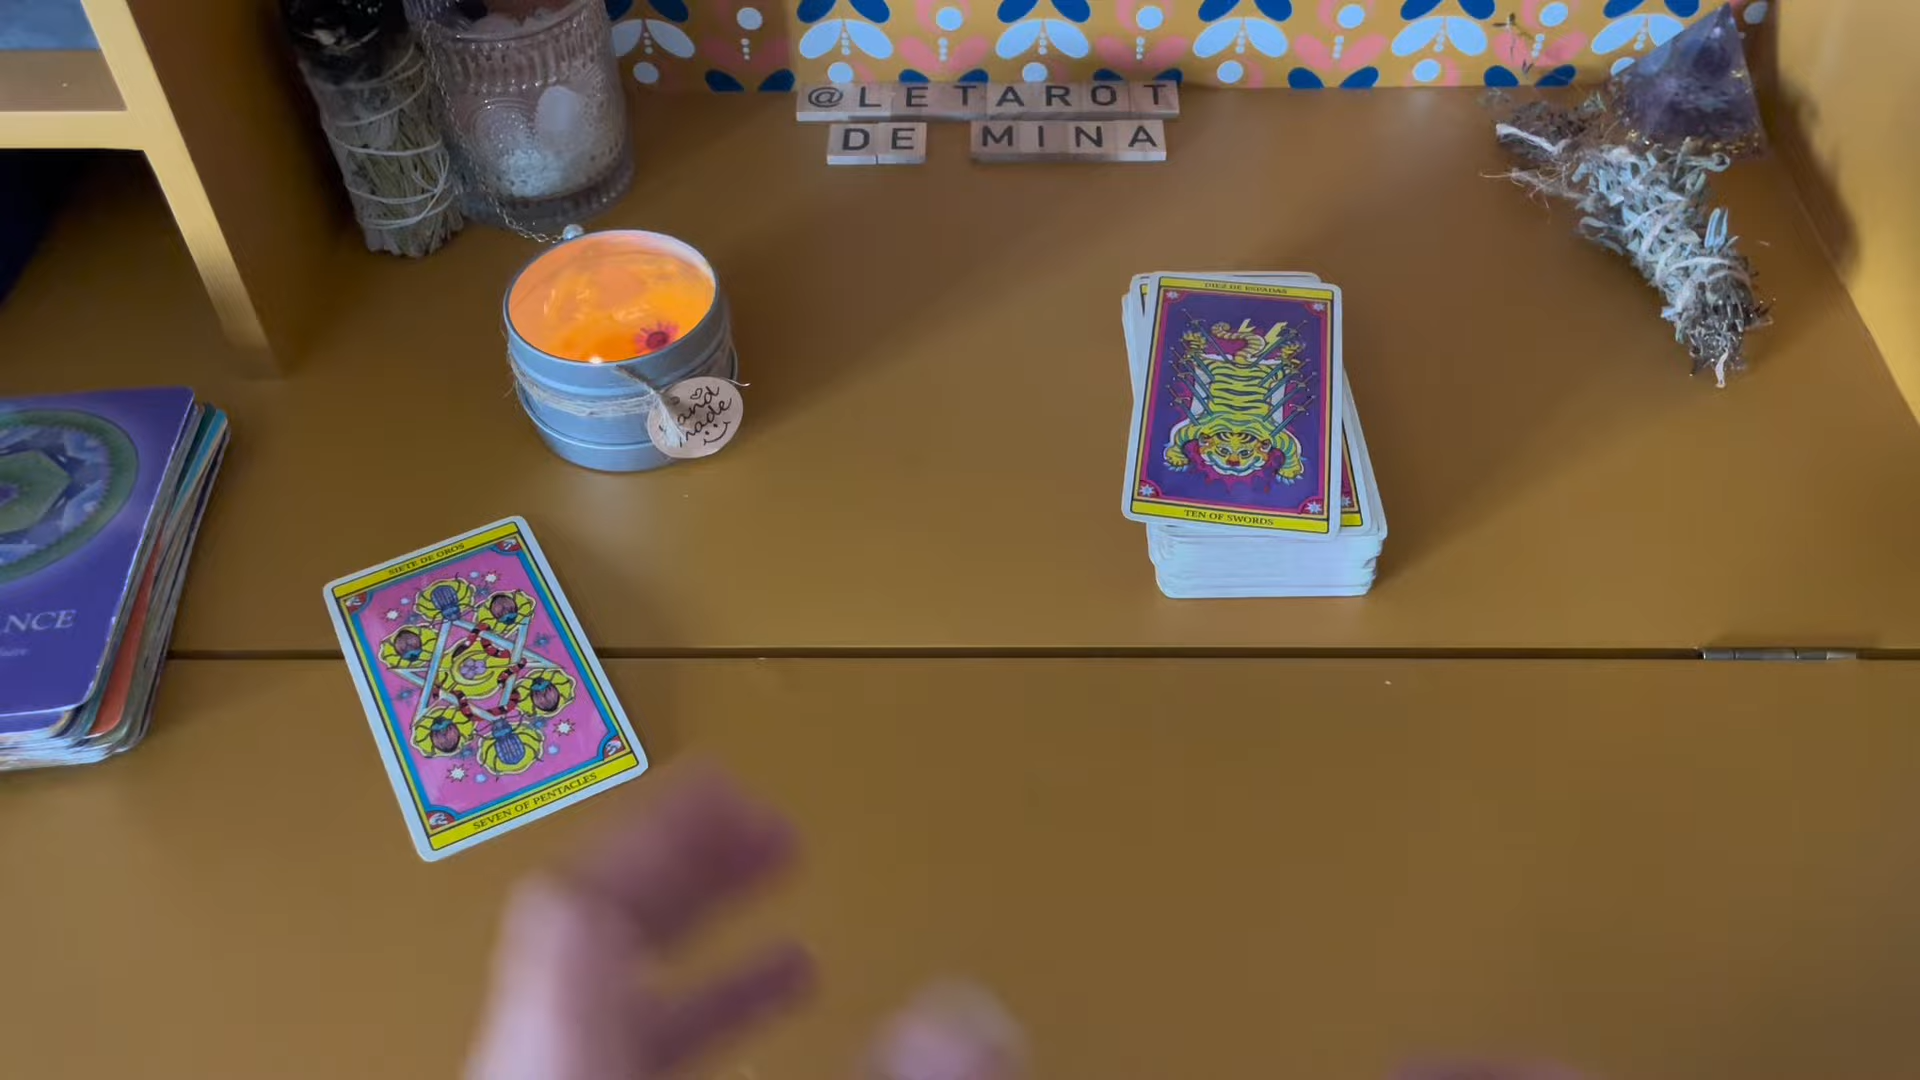 @LETAROT
DE MINA
Hand
made
DIEZ DE ESPADAS
TEN OF SWORDS
SIETE DE OROS
SEVEN OF PENTACLES
NCE